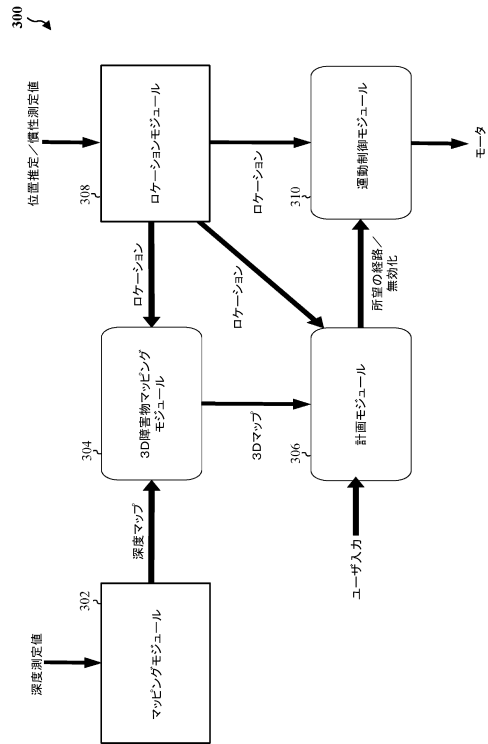 300
深度測定値
302
マッピングモジュール
深度マップ
304
3D障害物マッピング
モジュール
ロケーション
位置推定／慣性測定値
308
ロケーションモジュール
ロケーション
ロケーション
3Dマップ
ユーザ入力
306
計画モジュール
所望の経路／
無効化
310
運動制御モジュール
モータ